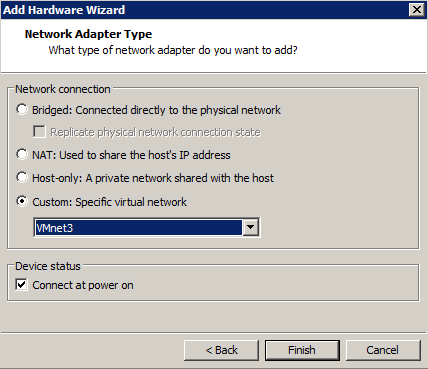 Add Hardware Wizard
Network Adapter Type
What type of network adapter do you want to add?
Network connection
Bridged: Connected directly to the physical network
Replicate physical network connection state
NAT: Used to share the host's IP address
Host-only: A private network shared with the host
Custom: Specific virtual network
VMnet3
Device status
Connect at power on
< Back
Finish
Cancel